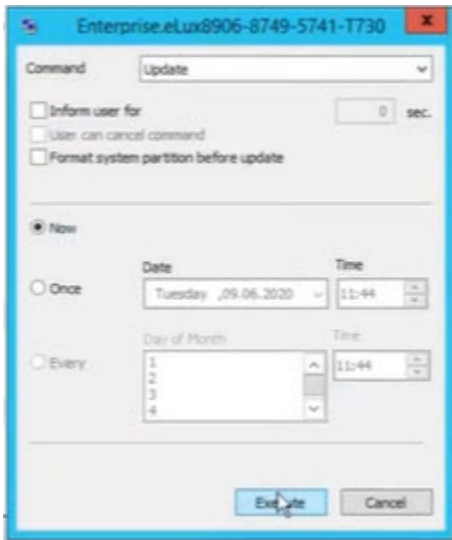 Enterprise.eLux8906-8749-5741-T730
Command Update
Inform user for 0 sec.
User can cancel command
Format system partition before update
Now
Date Time
Once Tuesday ,09.06.2020 11:44
Day of Month Time
Every 1 11:44
2
3
4
Execute Cancel